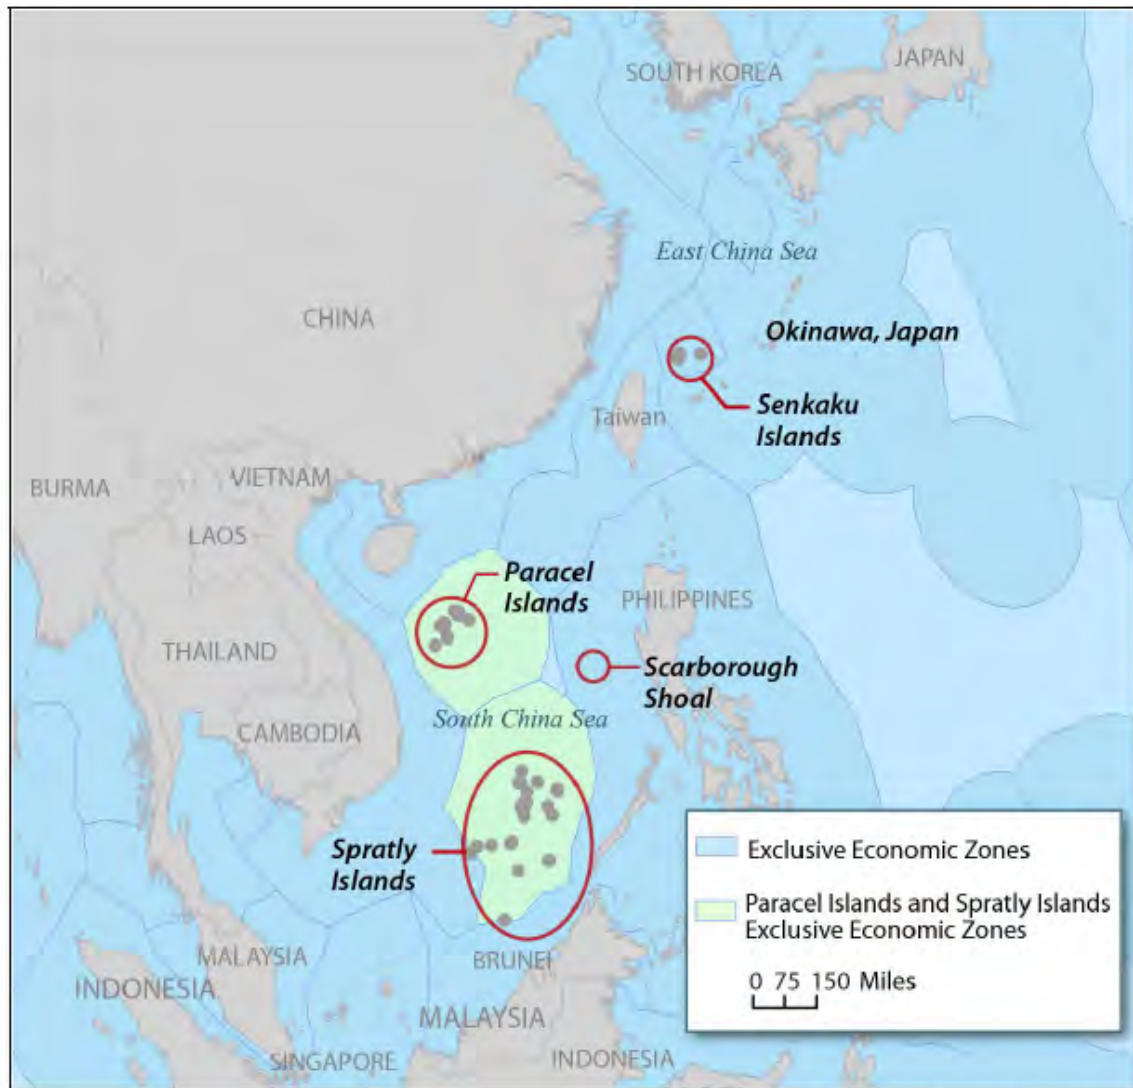 SOUTH KOREA
JAPAN
East China Sea
CHINA
Okinawa, Japan
Taiwan
Senkaku
Islands
BURMA
VIETNAM
LAOS
Paracel
Islands
PHILIPPINES
THAILAND
Scarborough
Shoal
South China Sea
CAMBODIA
Spratly
Islands
Exclusive Economic Zones
Paracel Islands and Spratly Islands
Exclusive Economic Zones
0 75 150 Miles
MALAYSIA
BRUNEI
INDONESIA
MALAYSIA
SINGAPORE
INDONESIA